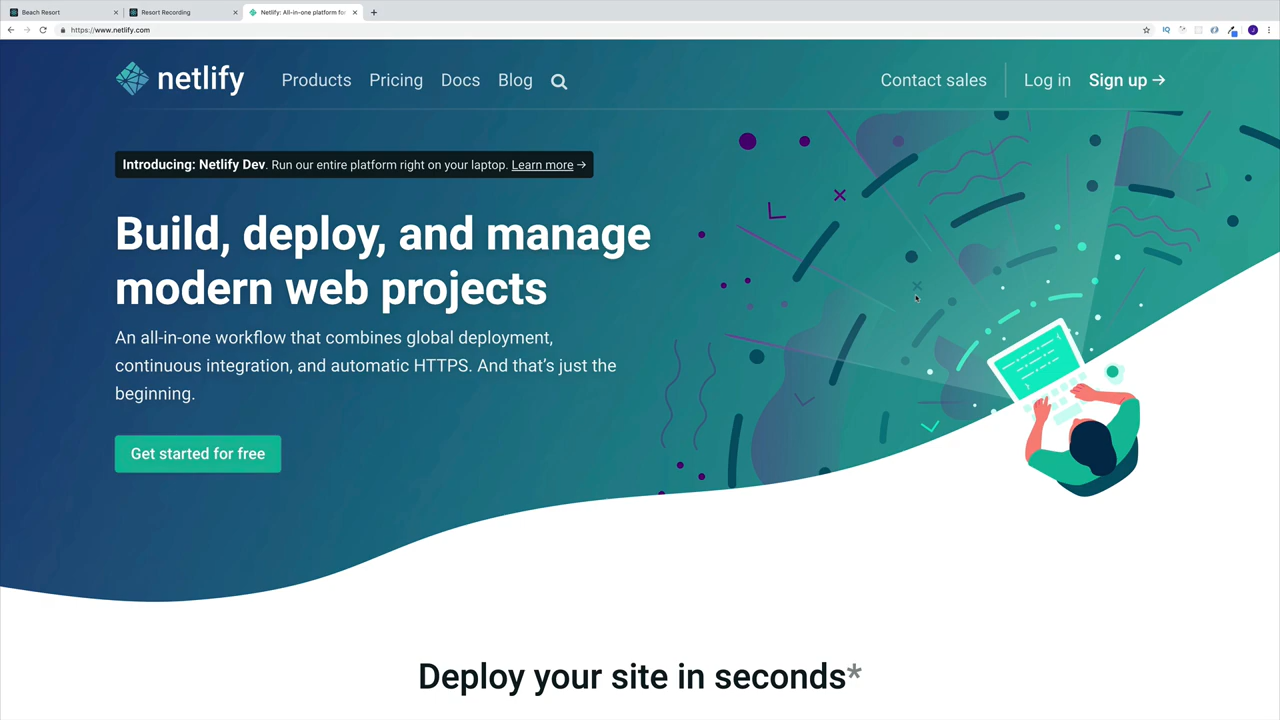 Beach Resort
Resort Recording
Netlify: All-in-one platform for
https://www.netlify.com
IQ
J
netlify
Products
Pricing
Docs
Blog
Contact sales
Log in
Sign up →
Introducing: Netlify Dev. Run our entire platform right on your laptop. Learn more →
Build, deploy, and manage
modern web projects
An all-in-one workflow that combines global deployment,
continuous integration, and automatic HTTPS. And that's just the
beginning.
Get started for free
Deploy your site in seconds*